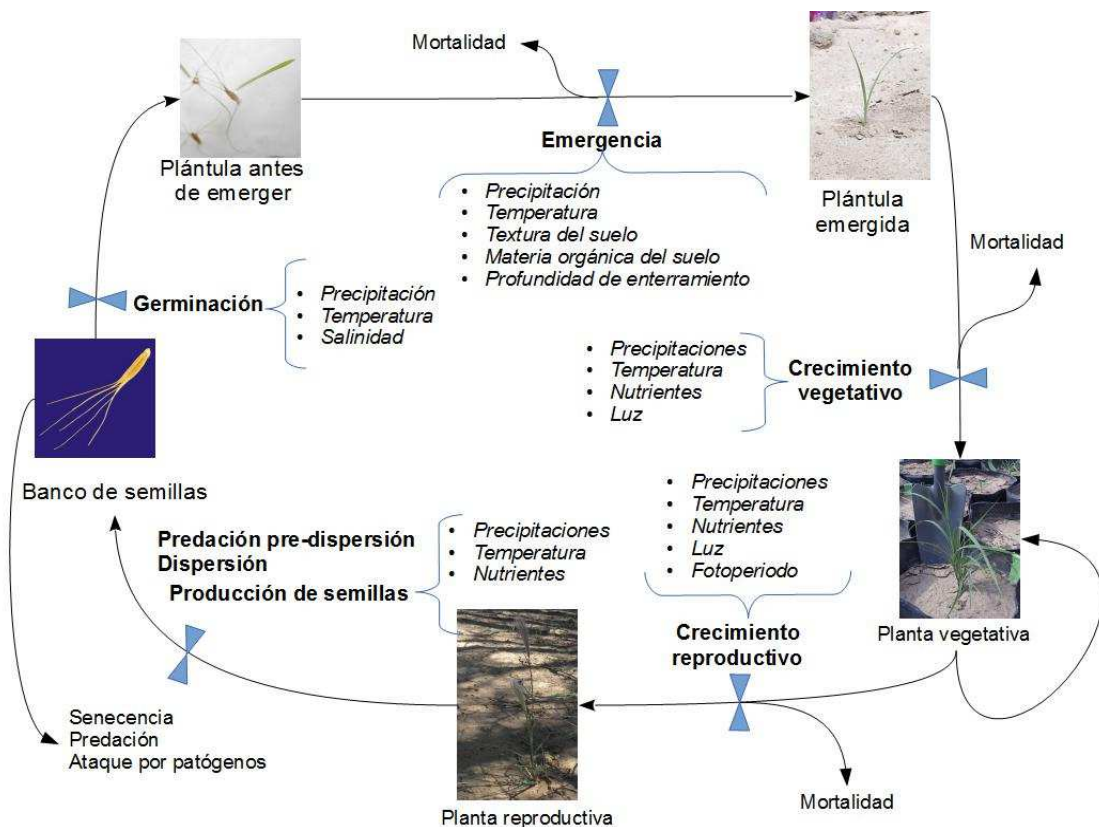 Mortalidad
Plántula antes
de emerger
Emergencia
• Precipitación
• Temperatura
• Textura del suelo
• Materia orgánica del suelo
• Profundidad de enterramiento
Plántula
emergida
Mortalidad
Germinación
• Precipitación
• Temperatura
• Salinidad
• Precipitaciones
• Temperatura
• Nutrientes
• Luz
Crecimiento
vegetativo
Banco de semillas
Predación pre-dispersión
Dispersión
Producción de semillas
• Precipitaciones
• Temperatura
• Nutrientes
• Precipitaciones
• Temperatura
• Nutrientes
• Luz
• Fotoperiodo
Crecimiento
reproductivo
Planta vegetativa
Senecencia
Predación
Ataque por patógenos
Planta reproductiva
Mortalidad